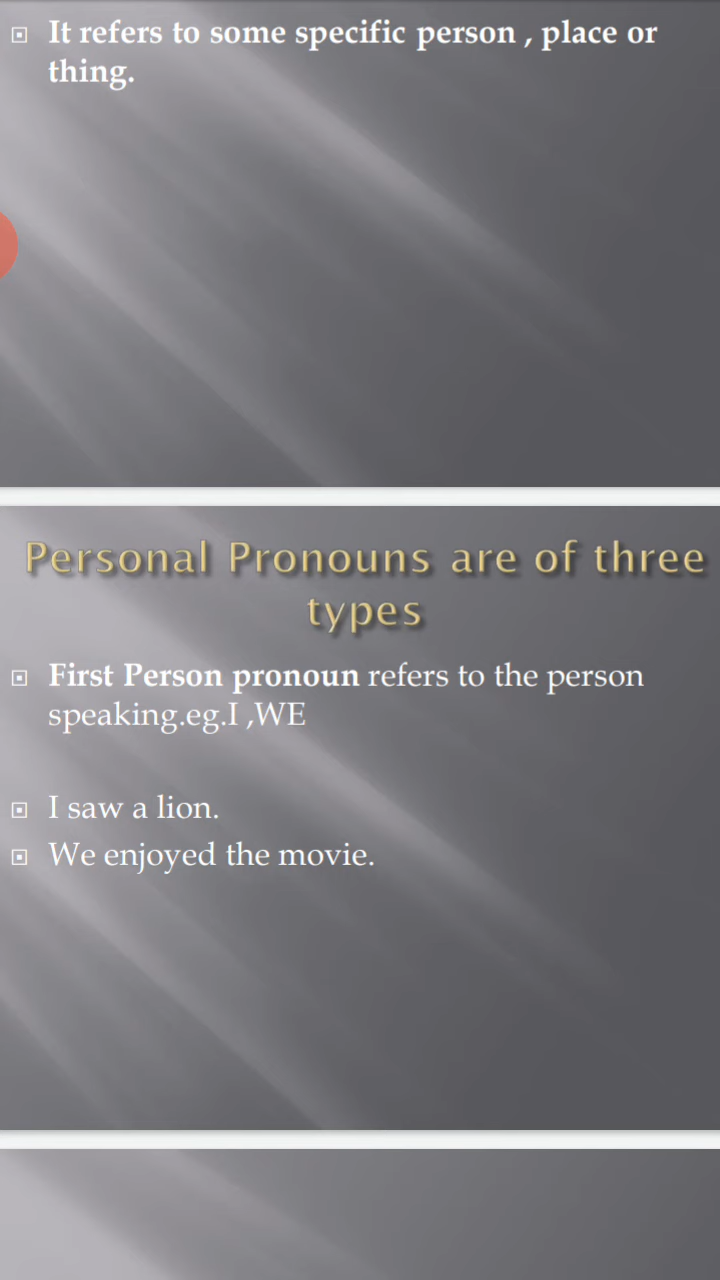 It refers to some specific person , place or
thing.
Personal Pronouns are of three
types
First Person pronoun refers to the person
speaking.eg.I ,WE
I saw a lion.
We enjoyed the movie.